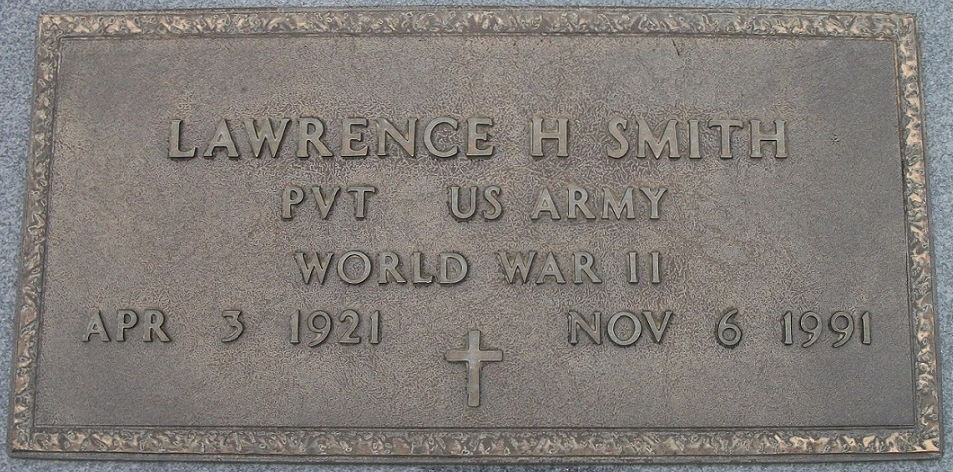 LAWRENCE H SMITH
PVT US ARMY
WORLD WAR II
APR 3 1921 NOV 6 1991